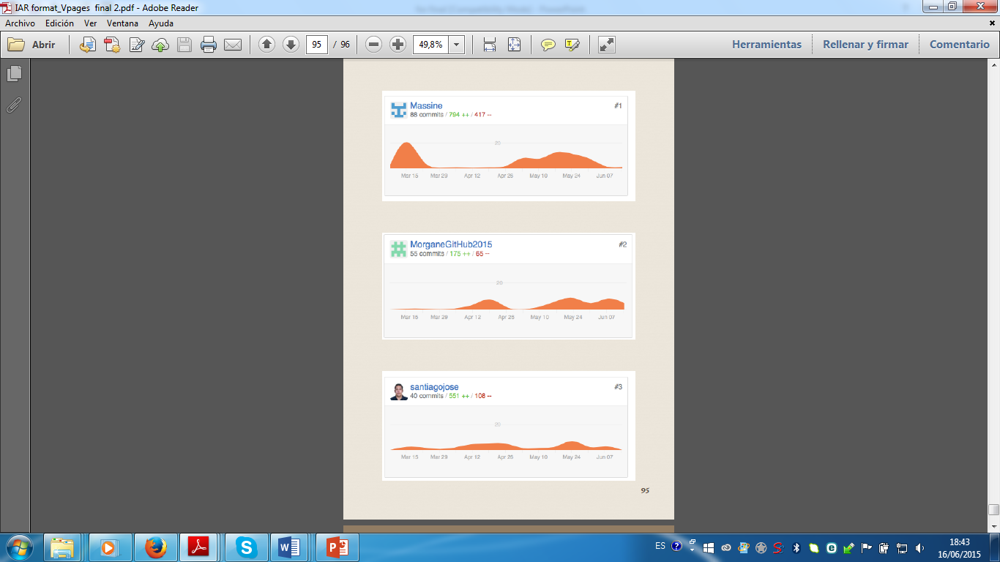 IAR format_Vpages final 2.pdf - Adobe Reader
Archivo Edición Ver Ventana Ayuda
Abrir 95 / 96 49,8% Herramientas Rellenar y firmar Comentario
Massine #1
88 commits / 794 ++ / 417 --
20
Mar 15 Mar 29 Apr 12 Apr 26 May 10 May 24 Jun 07
MorganeGitHub2015 #2
55 commits / 175 ++ / 65 --
20
Mar 15 Mar 29 Apr 12 Apr 26 May 10 May 24 Jun 07
santiagojose #3
40 commits / 551 ++ / 108 --
20
Mar 15 Mar 29 Apr 12 Apr 26 May 10 May 24 Jun 07
95
ES 18:43
16/06/2015